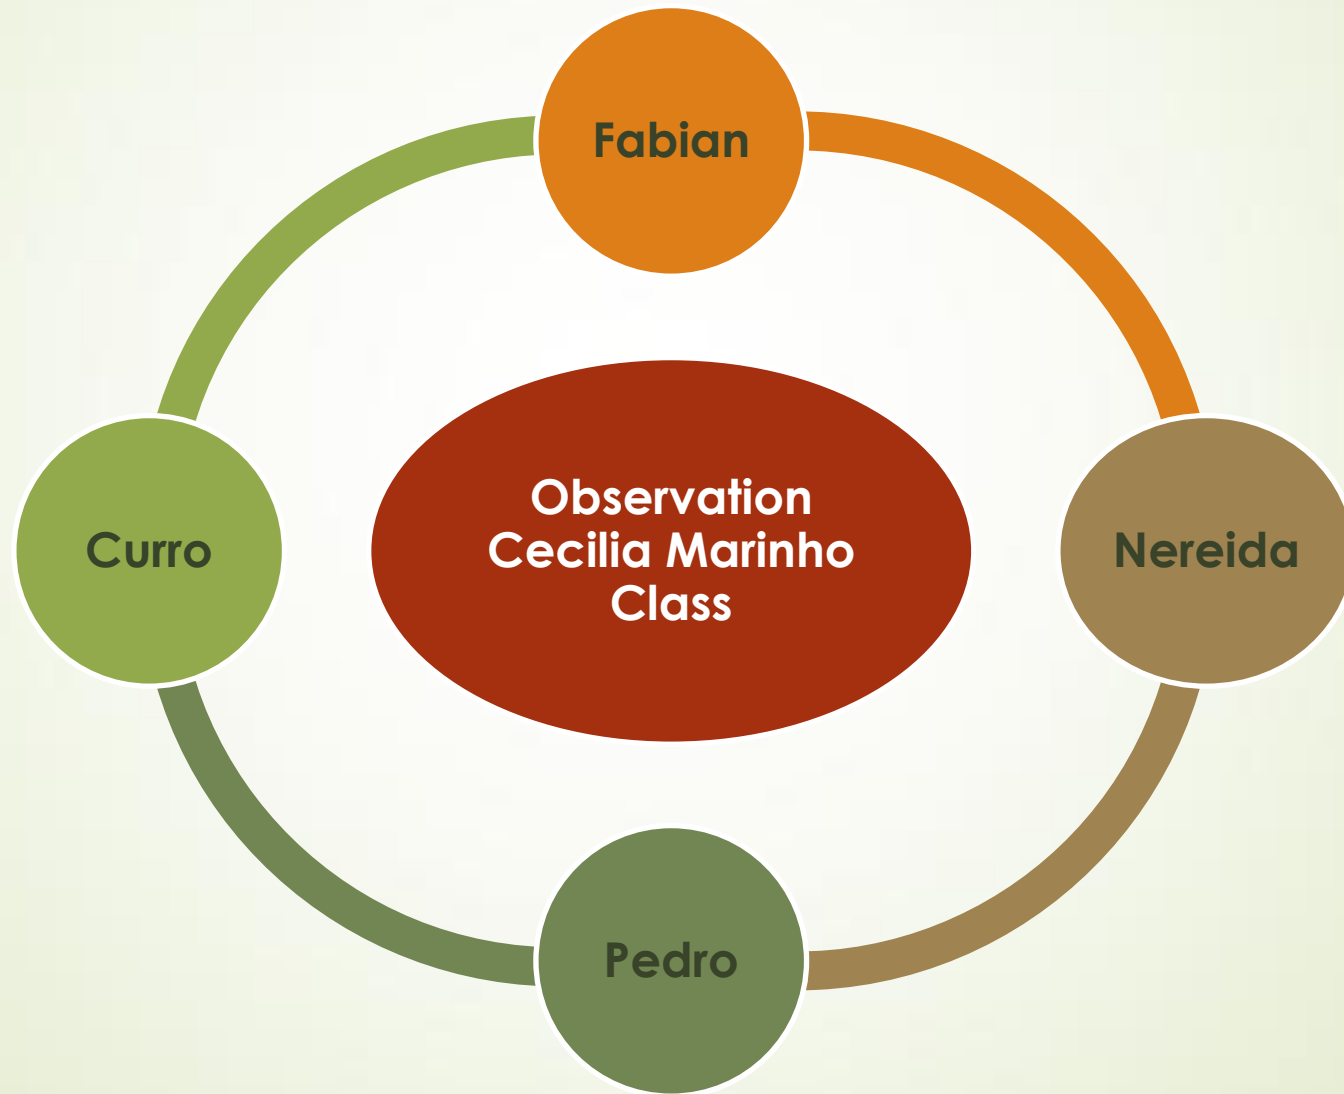 Fabian
Observation
Cecilia Marinho
Class
Curro
Nereida
Pedro